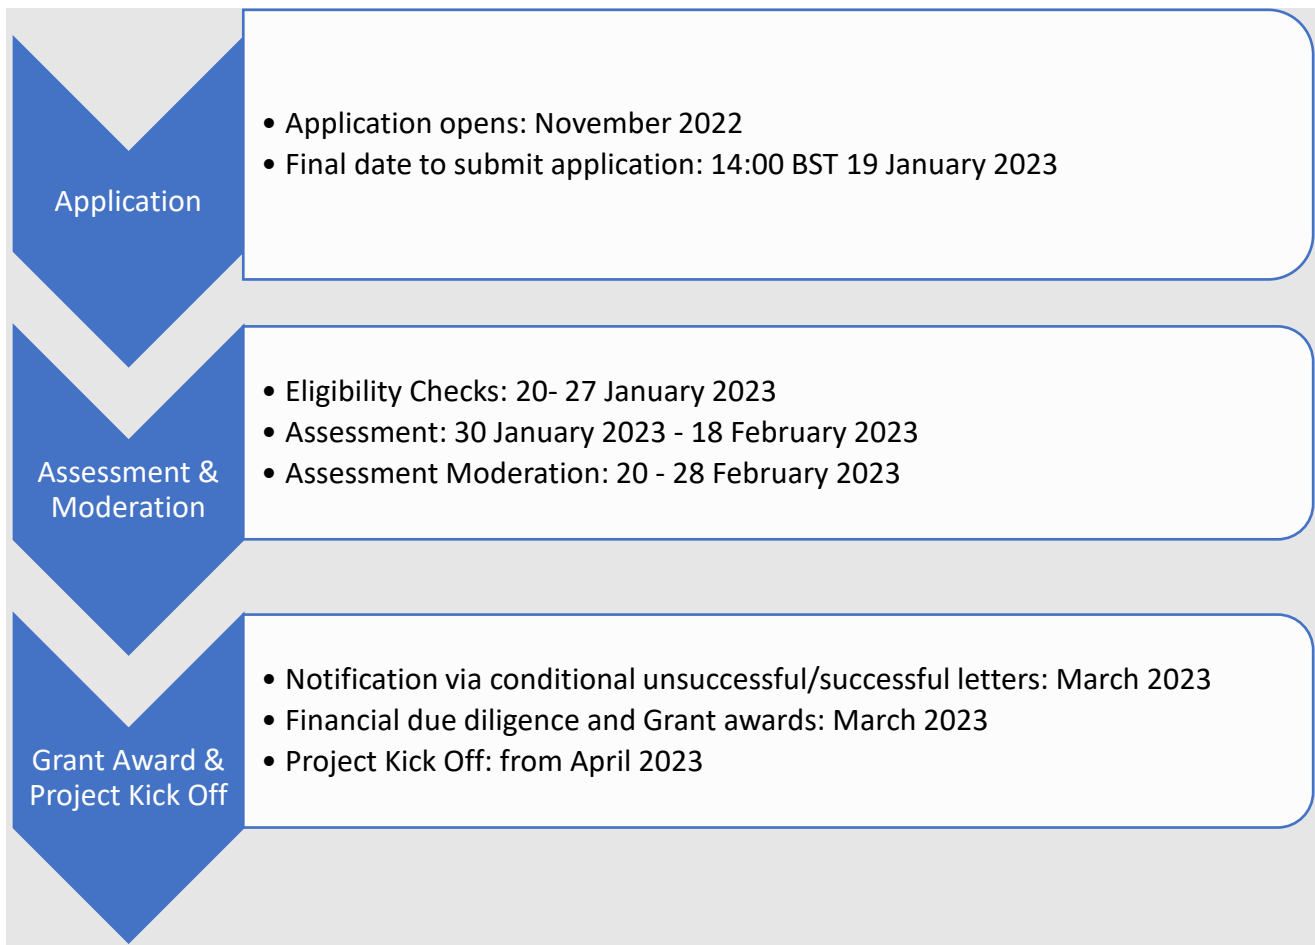 Application
• Application opens: November 2022
• Final date to submit application: 14:00 BST 19 January 2023
Assessment &
Moderation
• Eligibility Checks: 20- 27 January 2023
• Assessment: 30 January 2023 - 18 February 2023
• Assessment Moderation: 20 - 28 February 2023
Grant Award &
Project Kick Off
• Notification via conditional unsuccessful/successful letters: March 2023
• Financial due diligence and Grant awards: March 2023
• Project Kick Off: from April 2023